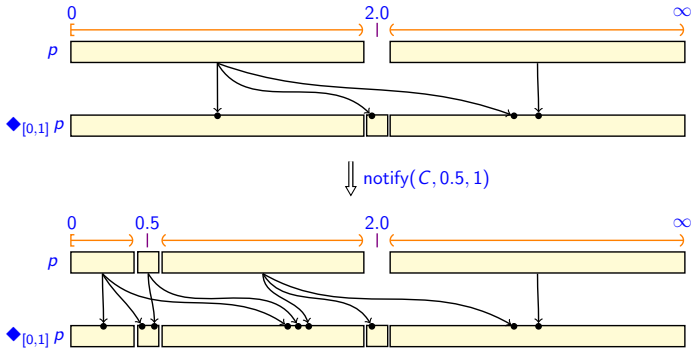 0 2.0 ∞
p
◆[0,1] p
notify(C, 0.5, 1)
0 0.5 2.0 ∞
p
◆[0,1] p